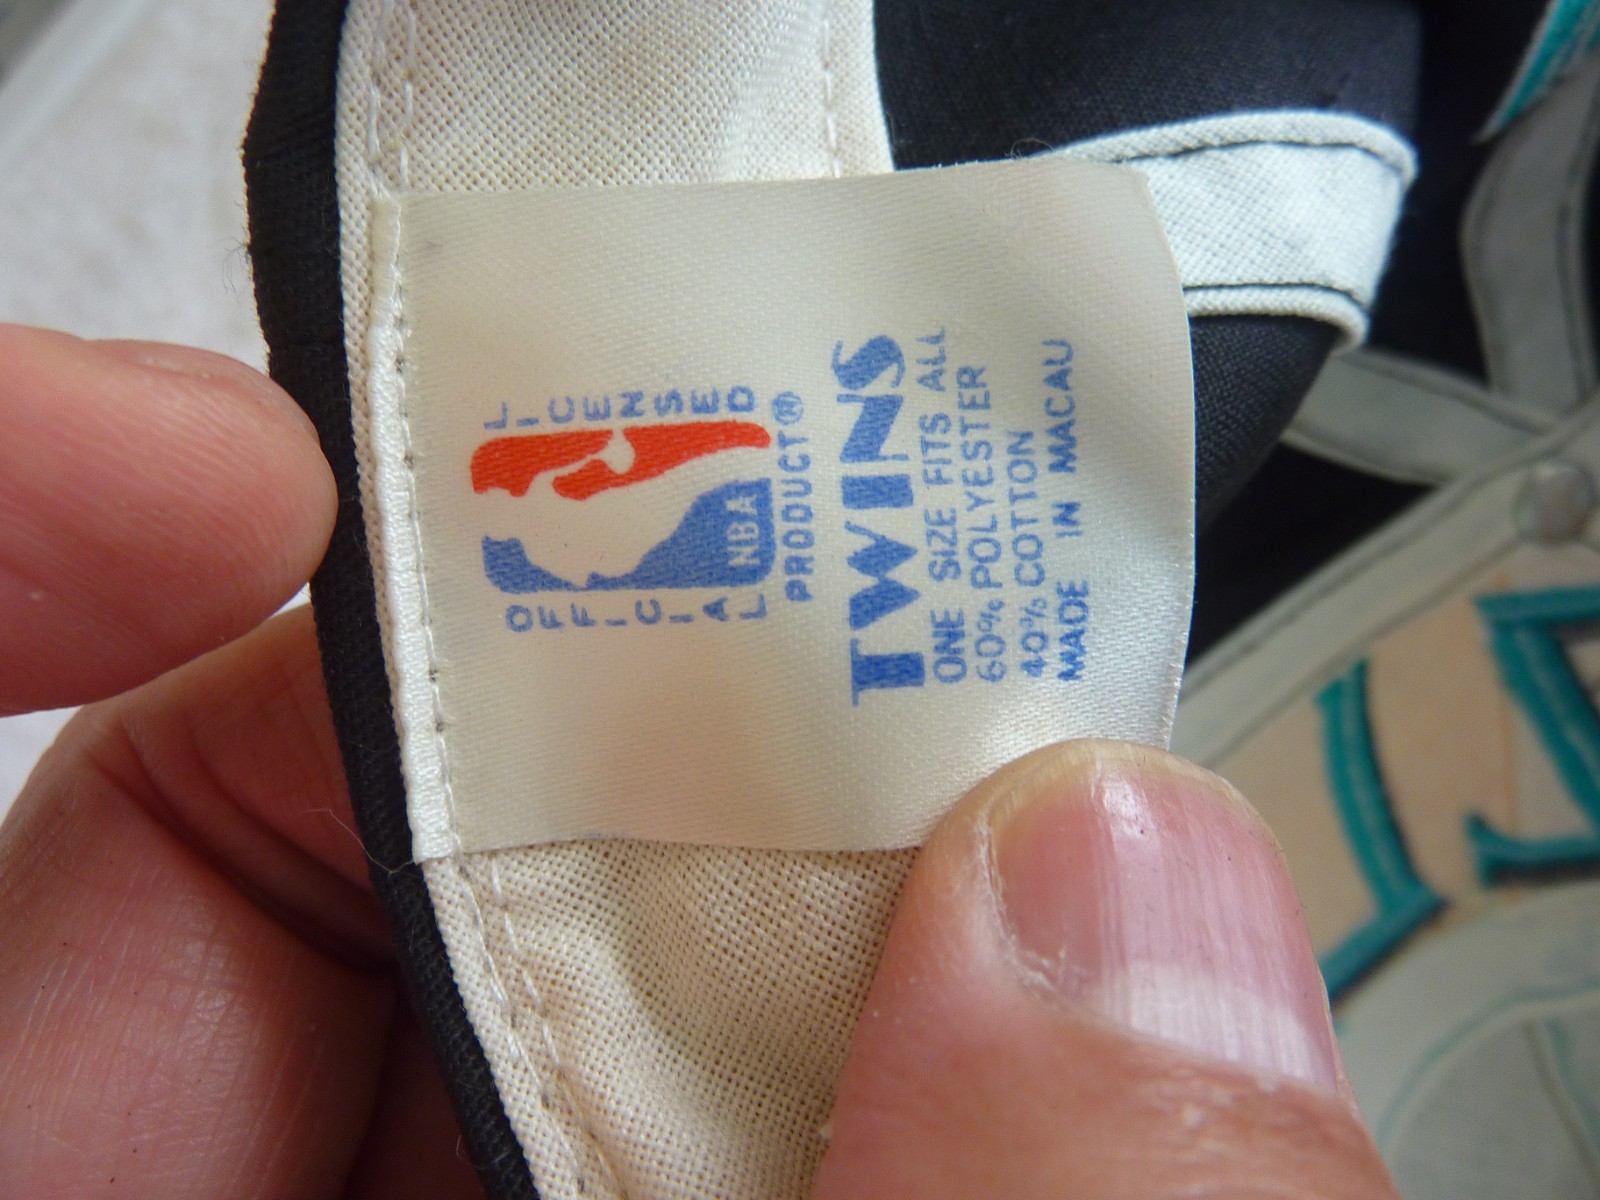 OFFICIAL
LICENSED
NBA
PRODUCT®
TWINS
ONE SIZE FITS ALL
60% POLYESTER
40% COTTON
MADE IN MACAU